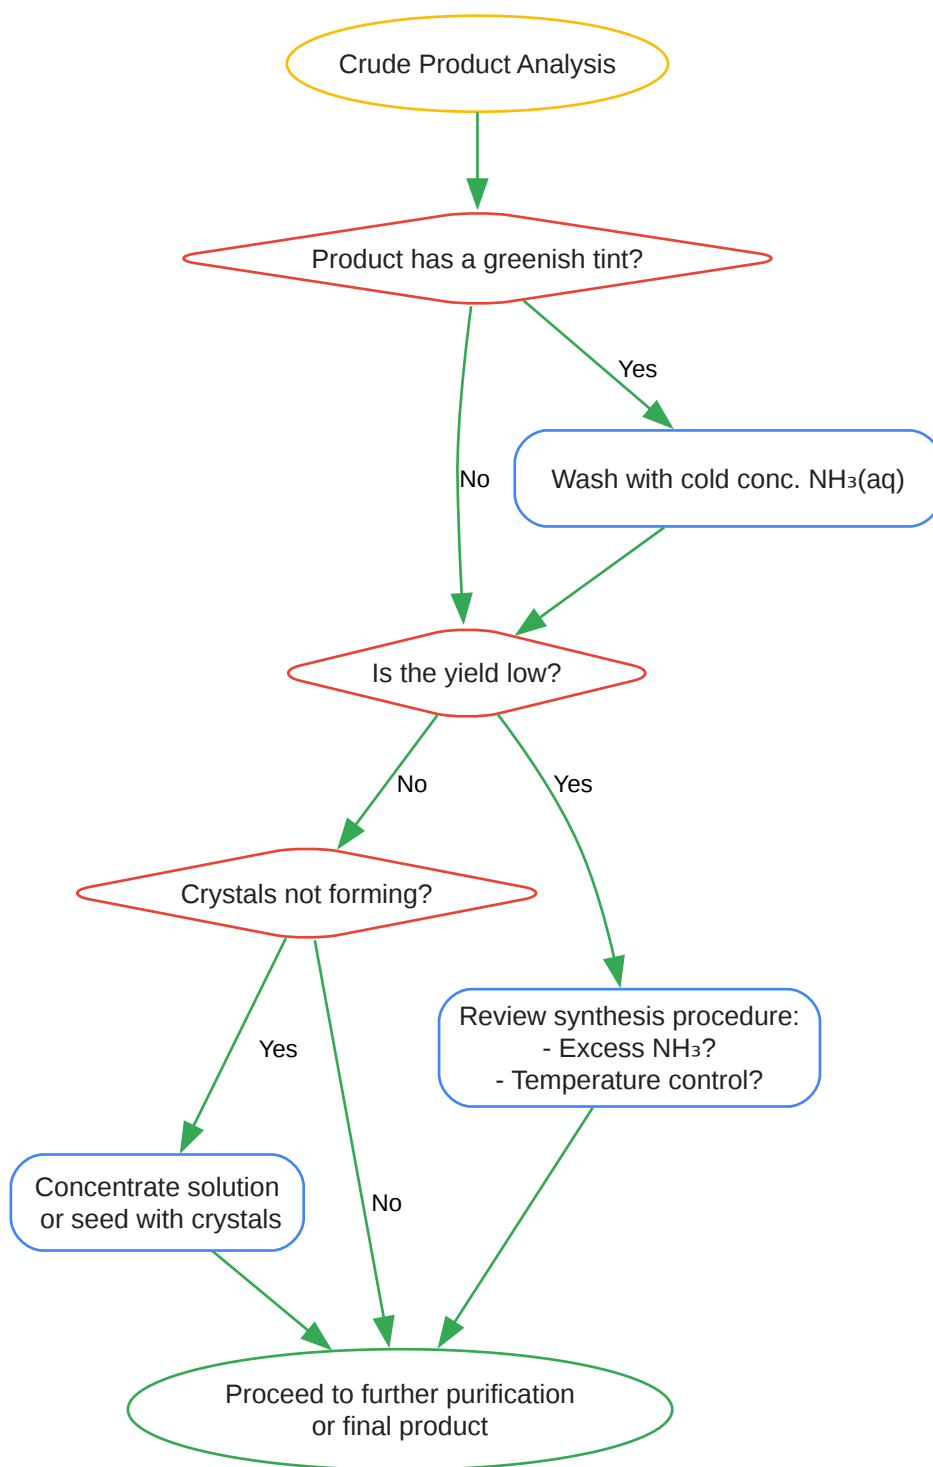 Crude Product Analysis
Product has a greenish tint?
Yes
No
Wash with cold conc. NH₃(aq)
Is the yield low?
No
Yes
Crystals not forming?
Review synthesis procedure:
- Excess NH₃?
- Temperature control?
Yes
No
Concentrate solution
or seed with crystals
Proceed to further purification
or final product